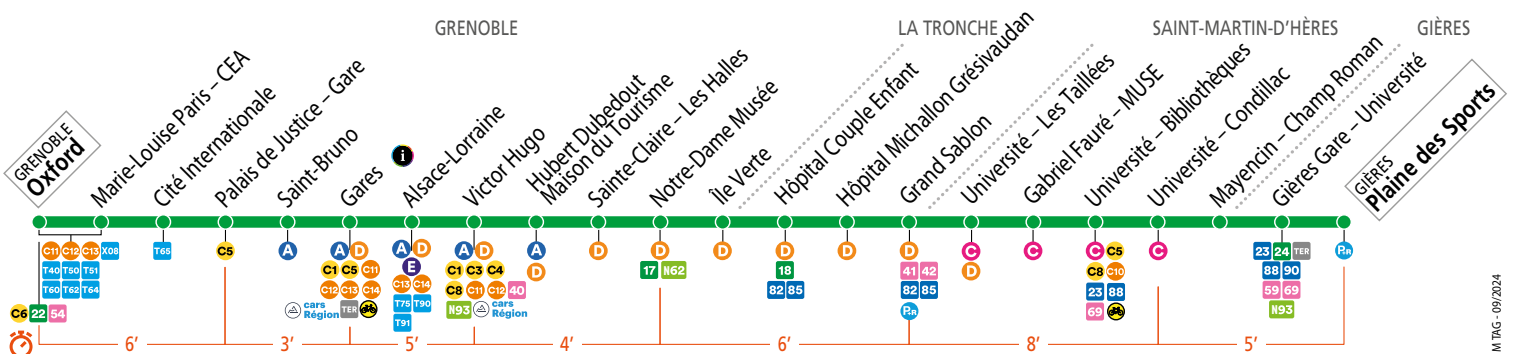 GRENOBLE
LA TRONCHE
SAINT-MARTIN-D'HÈRES
GIÈRES
GRENOBLE
Oxford
Marie-Louise Paris – CEA
Cité Internationale
Palais de Justice – Gare
Saint-Bruno
Gares
i
Alsace-Lorraine
Victor Hugo
Hubert Dubedout
Maison du Tourisme
Sainte-Claire – Les Halles
Notre-Dame Musée
Île Verte
Hôpital Couple Enfant
Hôpital Michallon Grésivaudan
Grand Sablon
Université – Les Taillées
Gabriel Fauré – MUSE
Université – Bibliothèques
Université – Condillac
Mayencin – Champ Roman
Gières Gare – Université
GIÈRES
Plaine des Sports
C11 C12 C13 X08
T40 T50 T51
T60 T62 T64
C6 22 54
T65
C5
A
A D
C1 C5 C11
C12 C13 C14
cars
Région
TER
A D
E
C13 C14
T75 T90
T91
A D
C1 C3 C4
C8 C11 C12 40
N93
cars
Région
A
D
D
D
17 N62
D
D
18
82 85
D
D
41 42
82 85
P+R
C
D
C
C C5
C8 C10
23 88
69
C
23 24 TER
88 90
59 69
N93
P+R
6' 3' 5' 4' 6' 8' 5'
M TAG - 09/2024